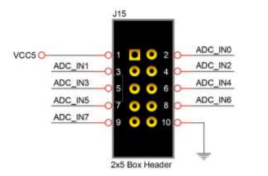 J15
VCC5 1 2 ADC_IN0
ADC_IN1 3 4 ADC_IN2
ADC_IN3 5 6 ADC_IN4
ADC_IN5 7 8 ADC_IN6
ADC_IN7 9 10
2x5 Box Header